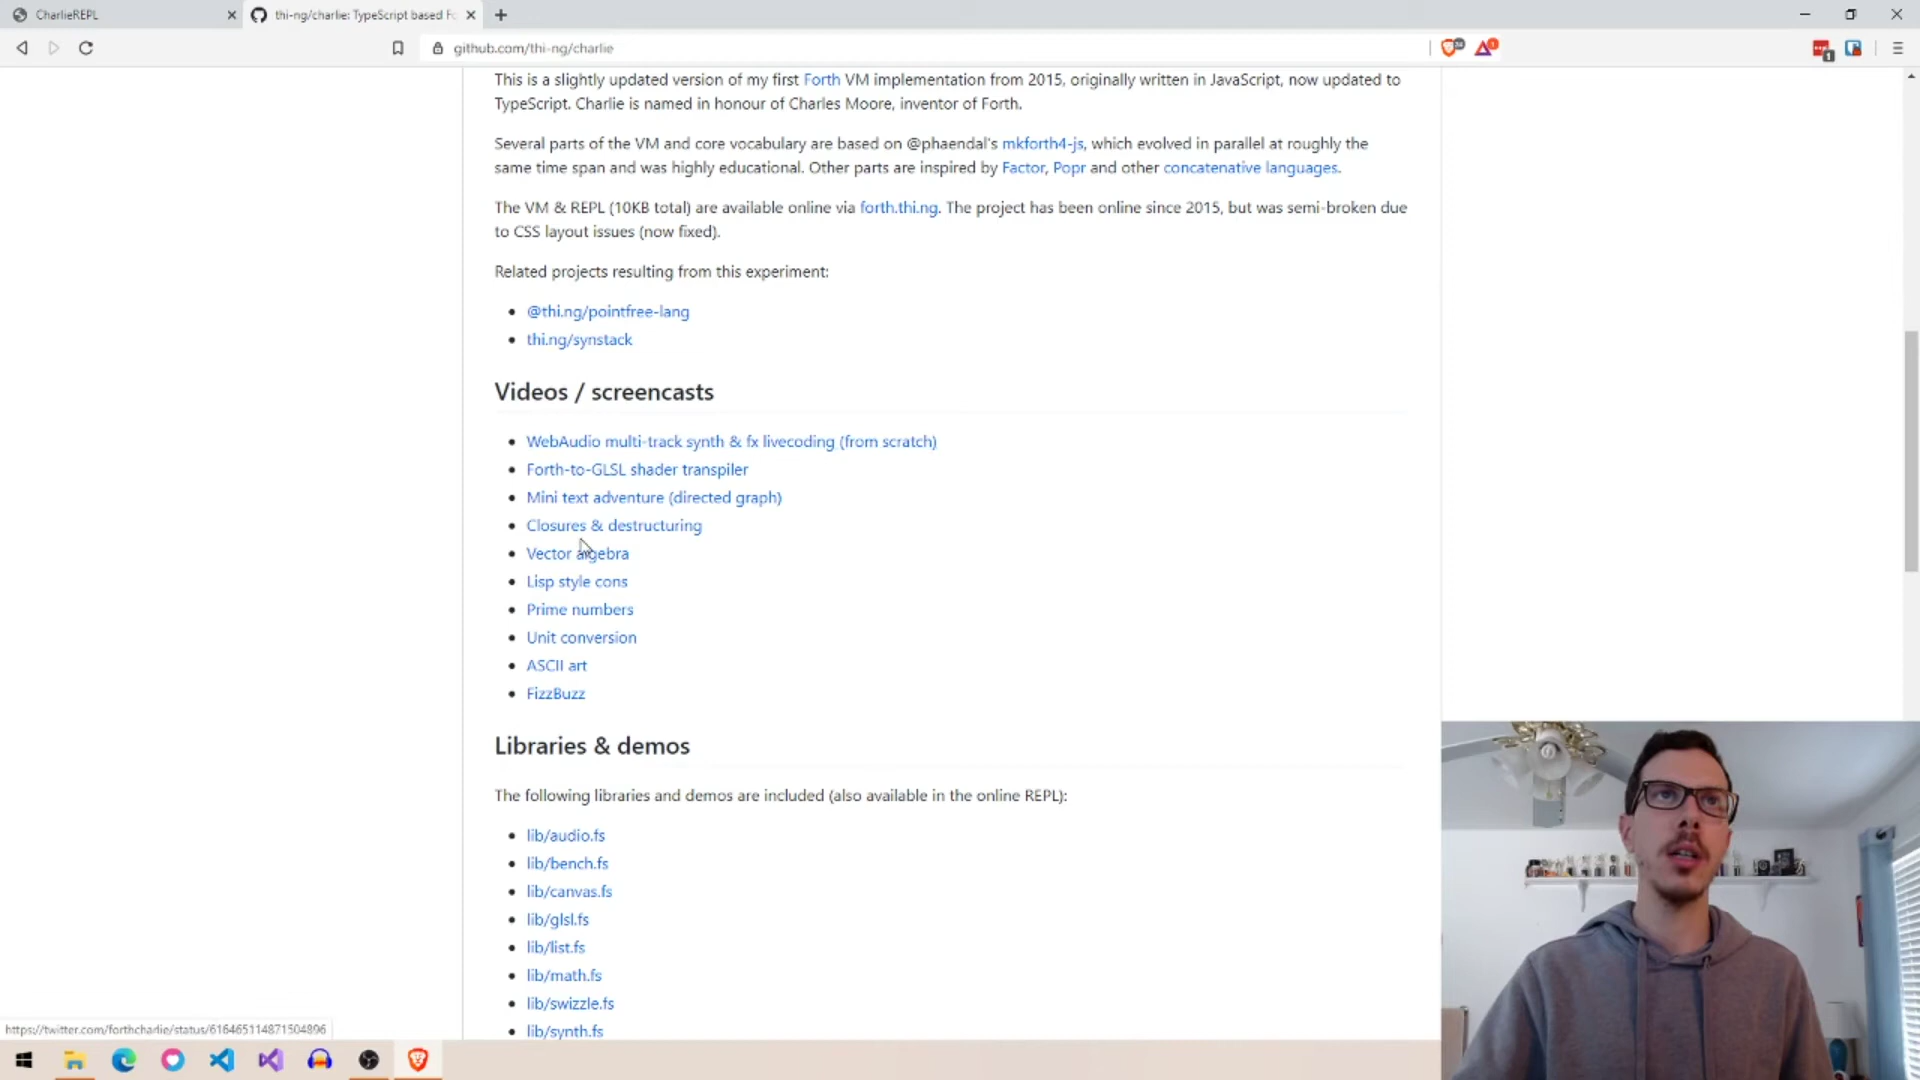 CharlieREPL
thi-ng/charlie: TypeScript based Fo
github.com/thi-ng/charlie
This is a slightly updated version of my first Forth VM implementation from 2015, originally written in JavaScript, now updated to
TypeScript. Charlie is named in honour of Charles Moore, inventor of Forth.
Several parts of the VM and core vocabulary are based on @phaendal's mkforth4-js, which evolved in parallel at roughly the
same time span and was highly educational. Other parts are inspired by Factor, Popr and other concatenative languages.
The VM & REPL (10KB total) are available online via forth.thi.ng. The project has been online since 2015, but was semi-broken due
to CSS layout issues (now fixed).
Related projects resulting from this experiment:
@thi.ng/pointfree-lang
thi.ng/synstack
Videos / screencasts
WebAudio multi-track synth & fx livecoding (from scratch)
Forth-to-GLSL shader transpiler
Mini text adventure (directed graph)
Closures & destructuring
Vector algebra
Lisp style cons
Prime numbers
Unit conversion
ASCII art
FizzBuzz
Libraries & demos
The following libraries and demos are included (also available in the online REPL):
lib/audio.fs
lib/bench.fs
lib/canvas.fs
lib/glsl.fs
lib/list.fs
lib/math.fs
lib/swizzle.fs
lib/synth.fs
https://twitter.com/forthcharlie/status/616465114871504896